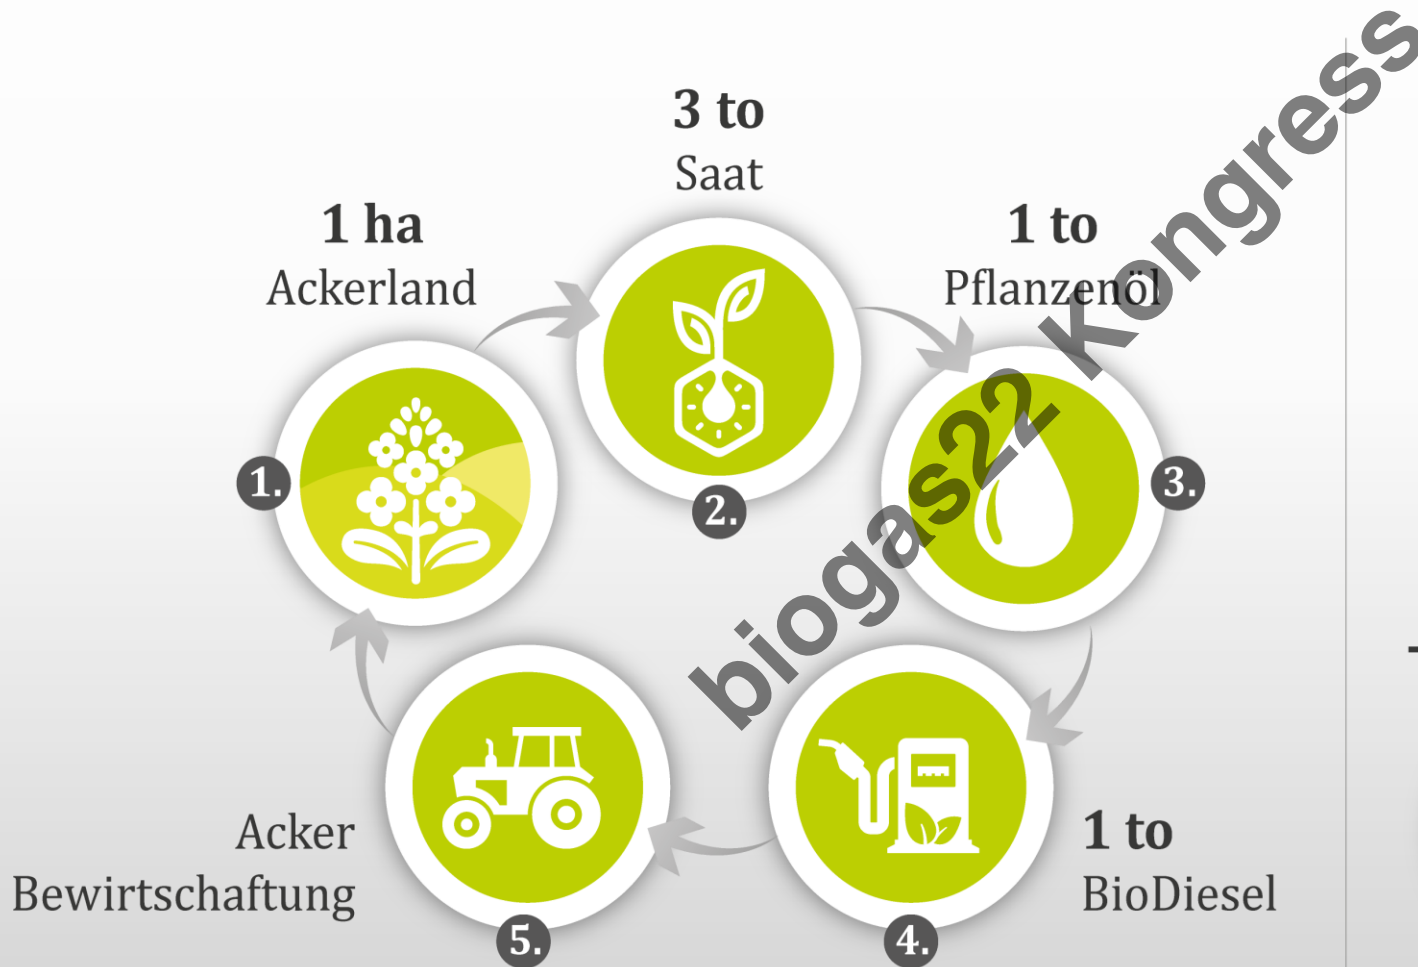 1 ha
Ackerland
1.
3 to
Saat
2.
1 to
Pflanzenöl
3.
1 to
BioDiesel
4.
Acker
Bewirtschaftung
5.
biogas22 Kongress